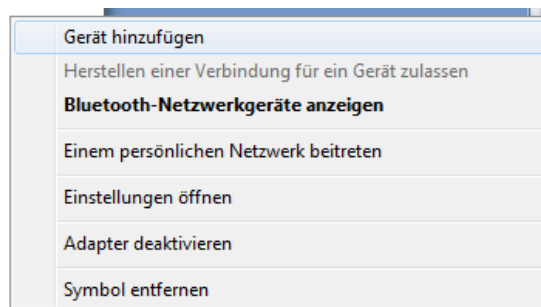 Gerät hinzufügen
Herstellen einer Verbindung für ein Gerät zulassen
Bluetooth-Netzwerkgeräte anzeigen
Einem persönlichen Netzwerk beitreten
Einstellungen öffnen
Adapter deaktivieren
Symbol entfernen